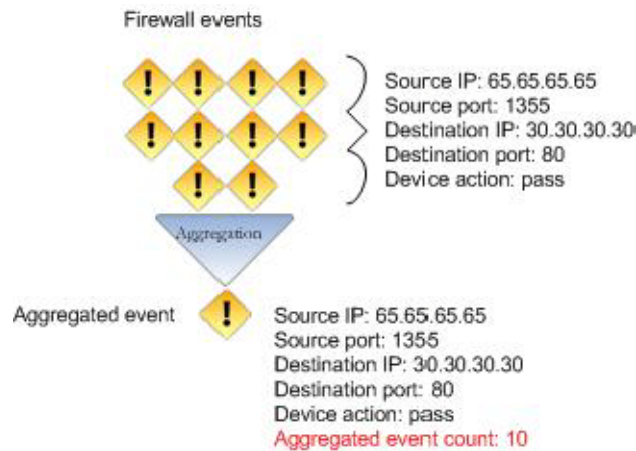 Firewall events
! ! ! !
! ! ! !
! !
Source IP: 65.65.65.65
Source port: 1355
Destination IP: 30.30.30.30
Destination port: 80
Device action: pass
Aggregation
Aggregated event
!
Source IP: 65.65.65.65
Source port: 1355
Destination IP: 30.30.30.30
Destination port: 80
Device action: pass
Aggregated event count: 10